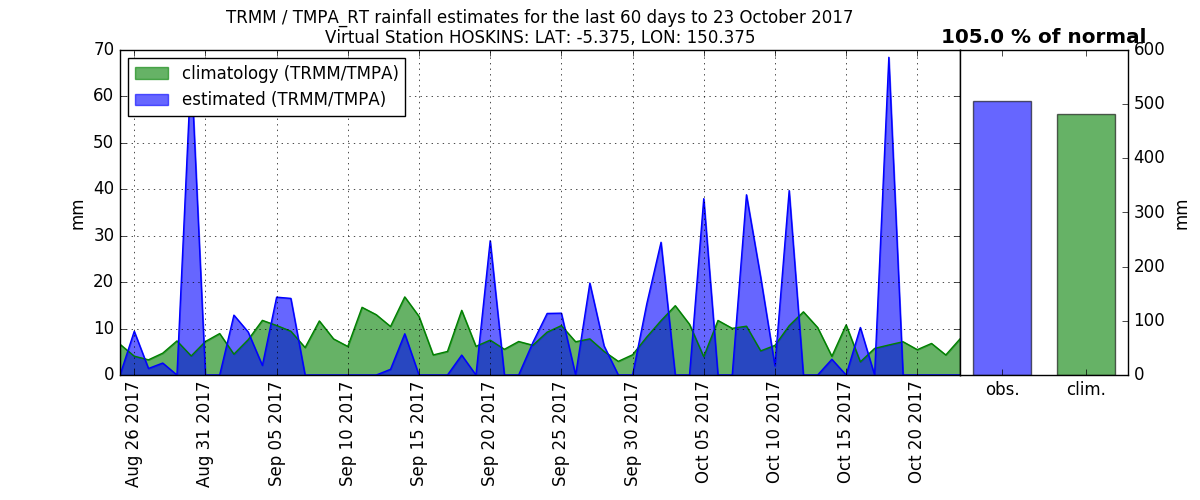 TRMM / TMPA_RT rainfall estimates for the last 60 days to 23 October 2017
Virtual Station HOSKINS: LAT: -5.375, LON: 150.375
105.0 % of normal
climatology (TRMM/TMPA)
estimated (TRMM/TMPA)
mm
70
60
50
40
30
20
10
0
Aug 26 2017
Aug 31 2017
Sep 05 2017
Sep 10 2017
Sep 15 2017
Sep 20 2017
Sep 25 2017
Sep 30 2017
Oct 05 2017
Oct 10 2017
Oct 15 2017
Oct 20 2017
obs.
clim.
600
500
400
300
200
100
0
mm